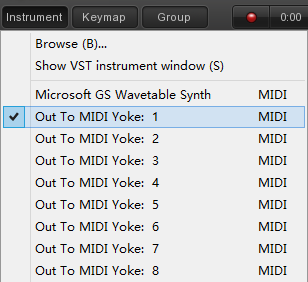 Instrument Keymap Group 0:00
Browse (B)...
Show VST instrument window (S)
Microsoft GS Wavetable Synth MIDI
Out To MIDI Yoke: 1 MIDI
Out To MIDI Yoke: 2 MIDI
Out To MIDI Yoke: 3 MIDI
Out To MIDI Yoke: 4 MIDI
Out To MIDI Yoke: 5 MIDI
Out To MIDI Yoke: 6 MIDI
Out To MIDI Yoke: 7 MIDI
Out To MIDI Yoke: 8 MIDI